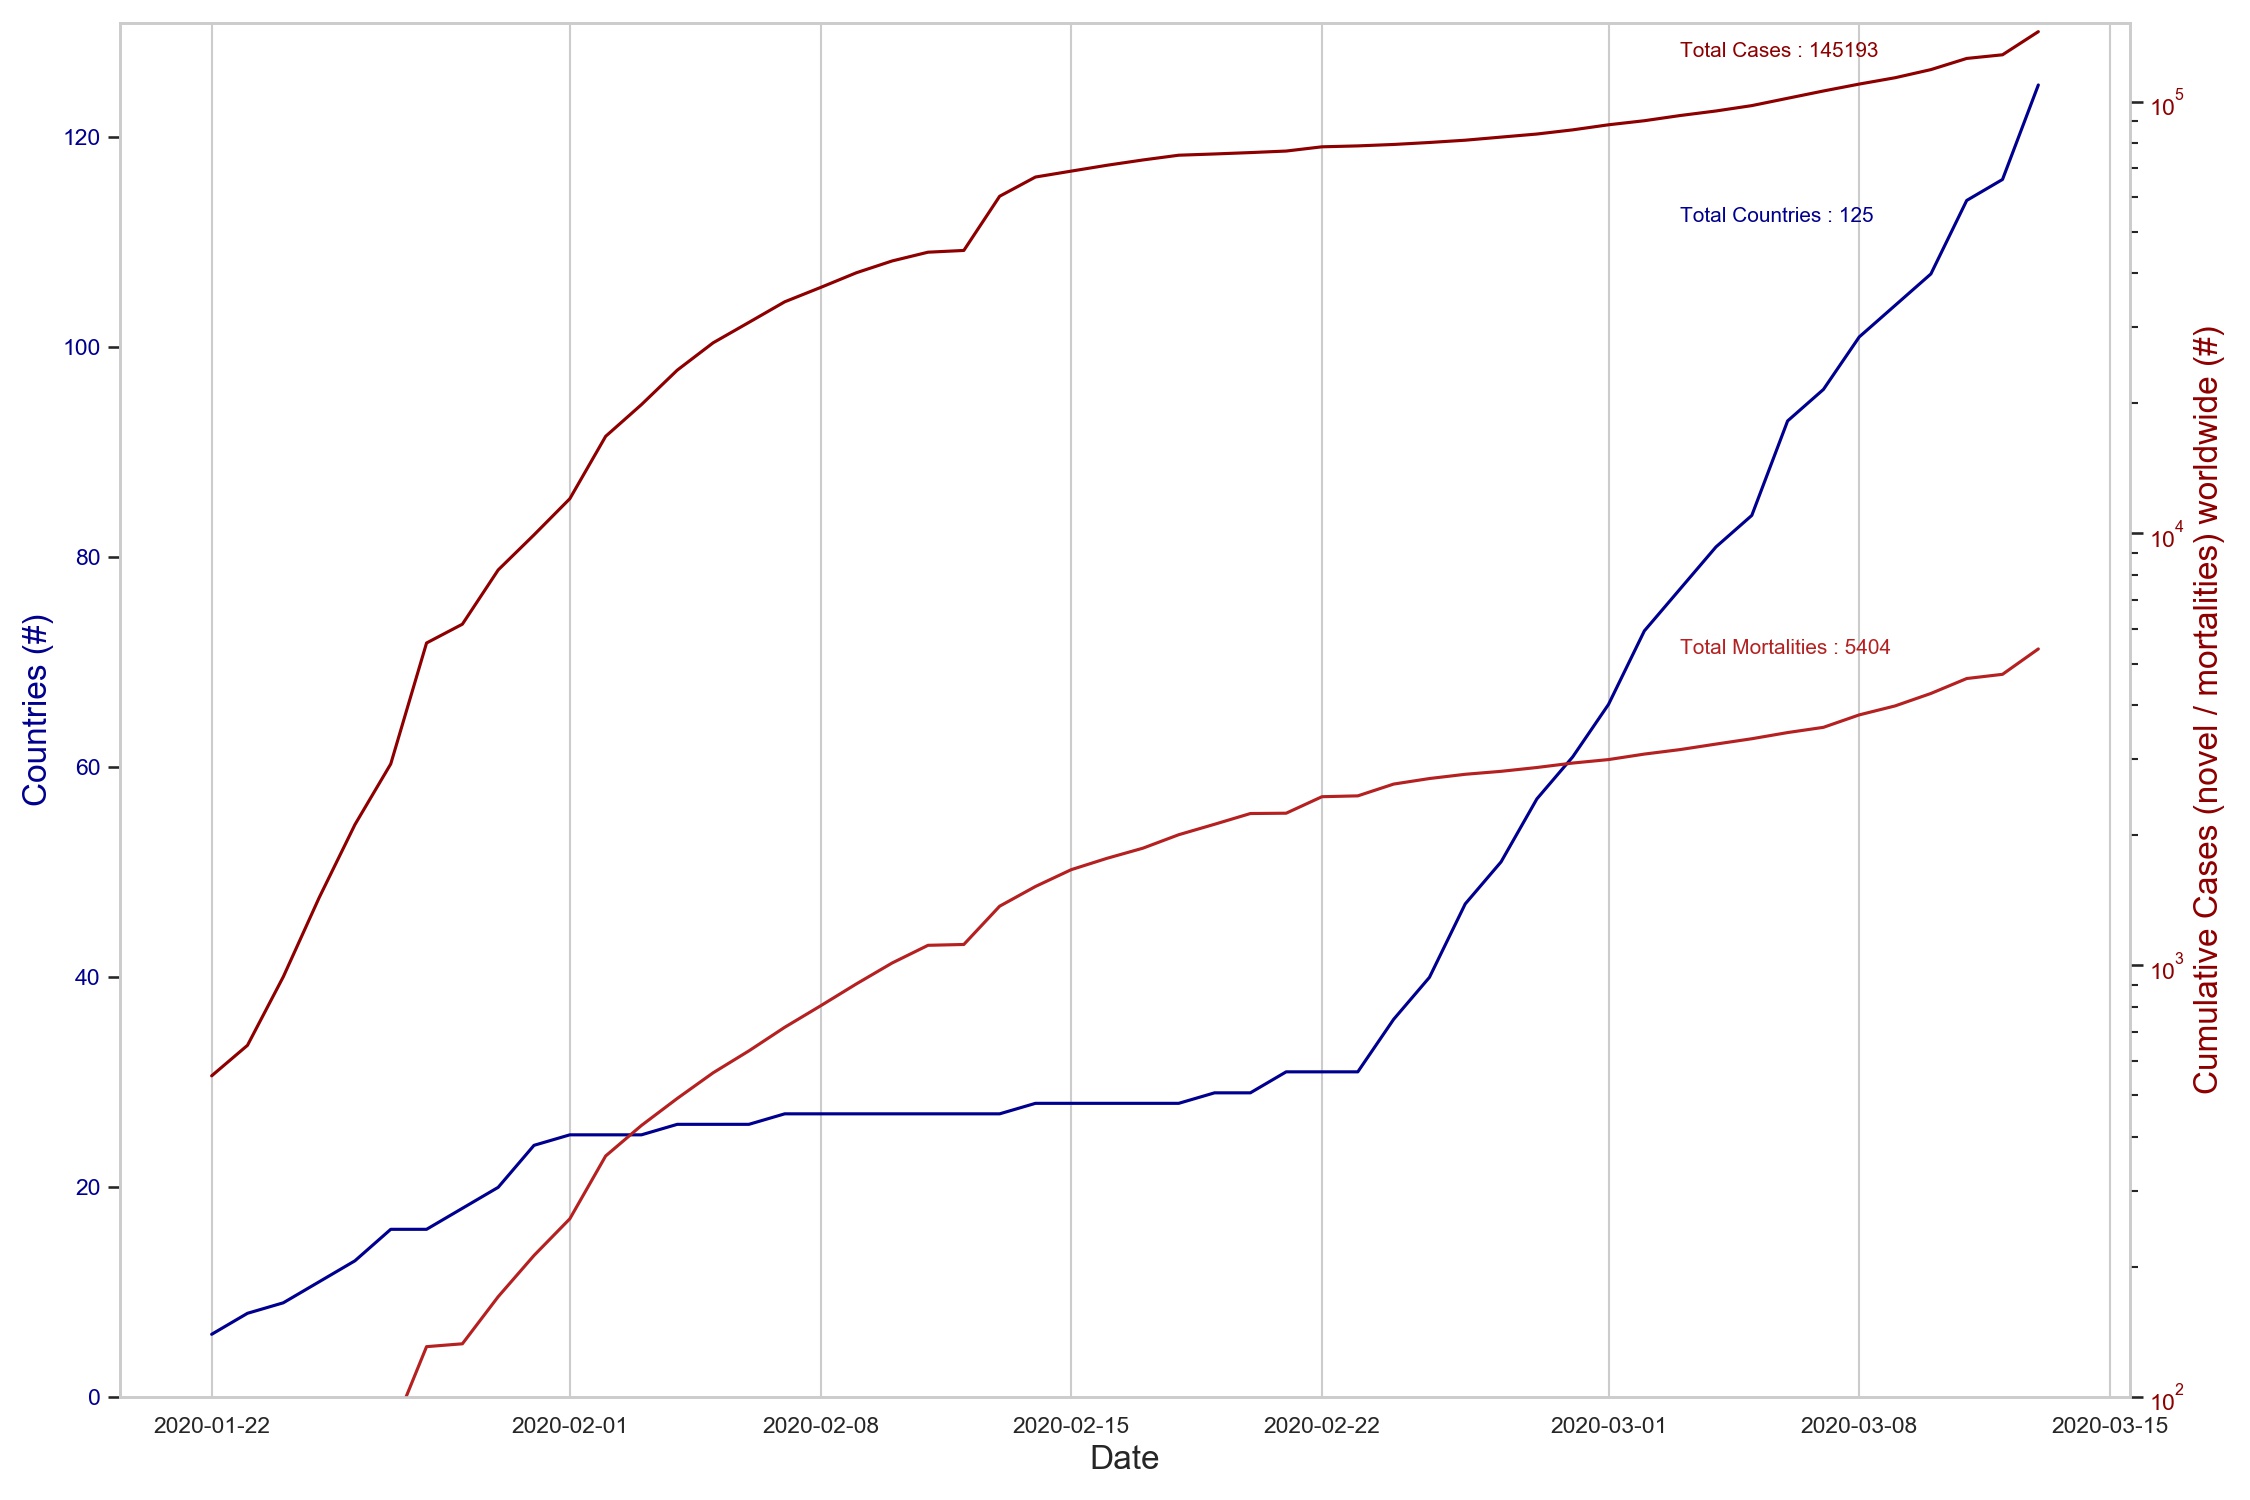 Total Cases : 145193
Total Countries : 125
Total Mortalities : 5404
Countries (#)
120
100
80
60
40
20
0
Cumulative Cases (novel / mortalities) worldwide (#)
10^5
10^4
10^3
10^2
2020-01-22 2020-02-01 2020-02-08 2020-02-15 2020-02-22 2020-03-01 2020-03-08 2020-03-15
Date